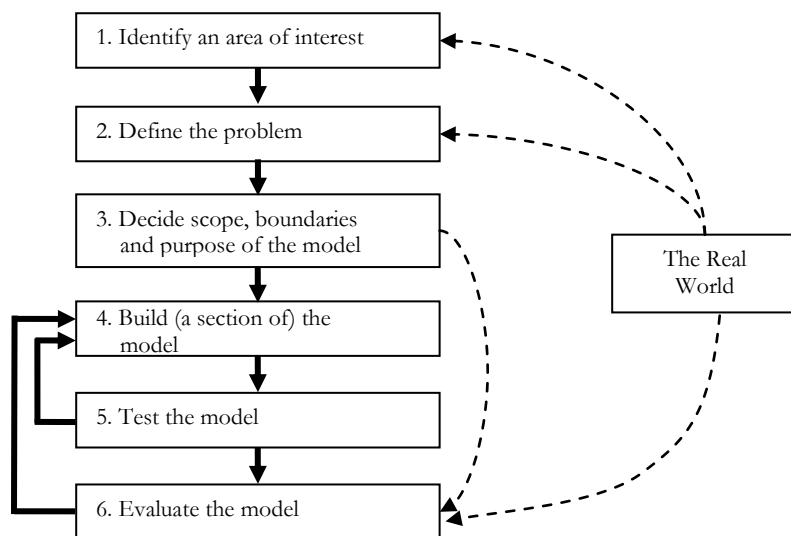 1. Identify an area of interest
2. Define the problem
3. Decide scope, boundaries
and purpose of the model
The Real
World
4. Build (a section of) the
model
5. Test the model
6. Evaluate the model